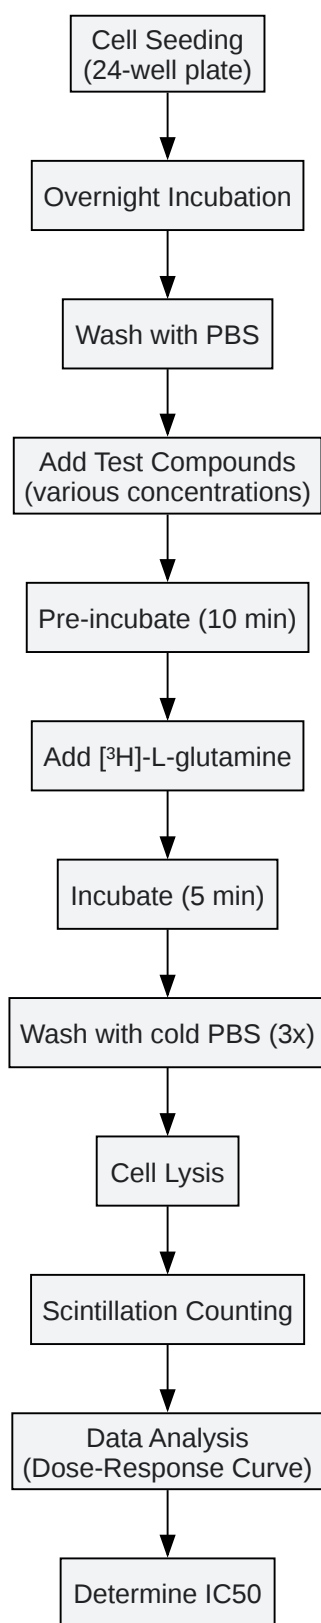 Cell Seeding
(24-well plate)
Overnight Incubation
Wash with PBS
Add Test Compounds
(various concentrations)
Pre-incubate (10 min)
Add [³H]-L-glutamine
Incubate (5 min)
Wash with cold PBS (3x)
Cell Lysis
Scintillation Counting
Data Analysis
(Dose-Response Curve)
Determine IC50